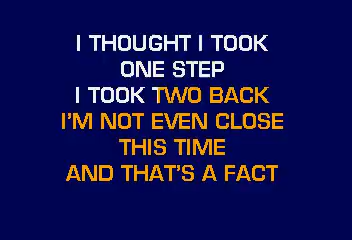 I THOUGHT I TOOK
ONE STEP
I TOOK TWO BACK
I'M NOT EVEN CLOSE
THIS TIME
AND THAT'S A FACT